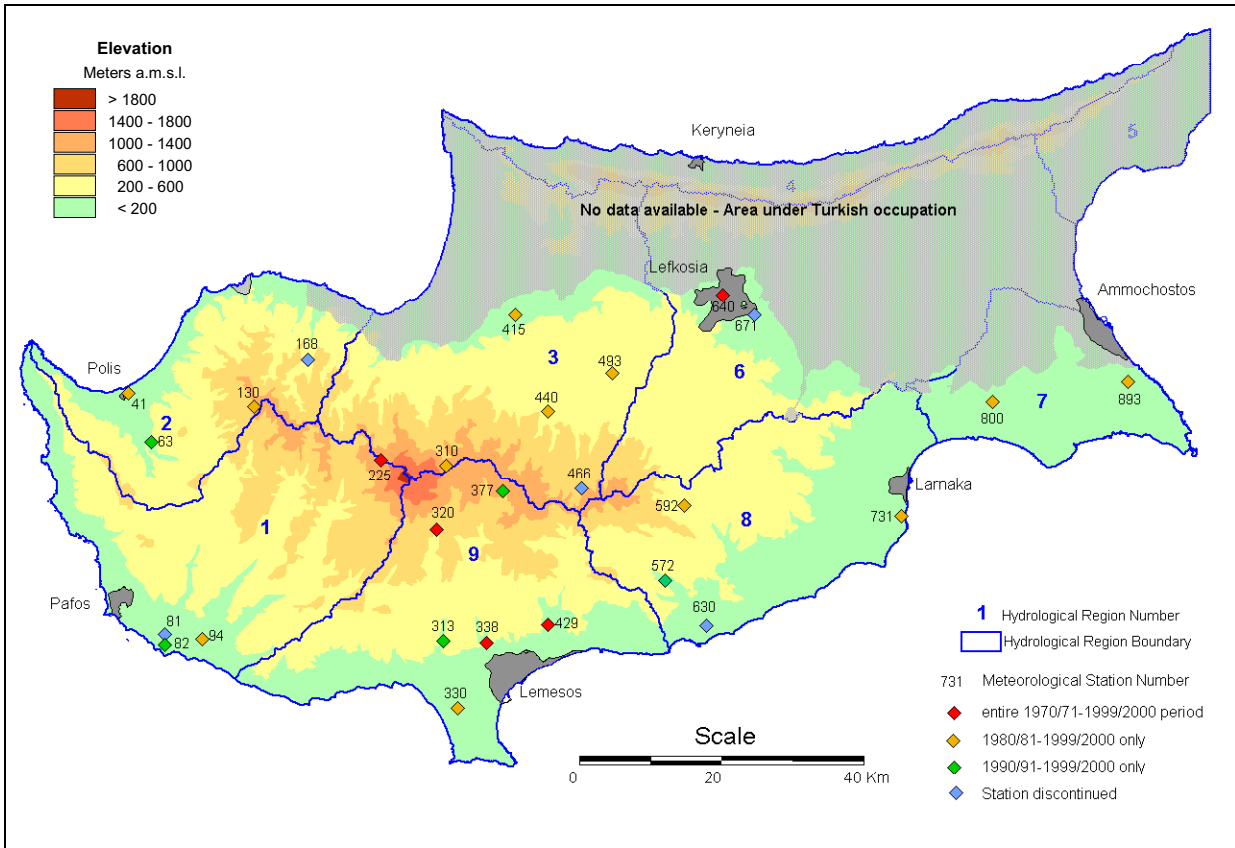 Elevation
Meters a.m.s.l.
> 1800
1400 - 1800
1000 - 1400
600 - 1000
200 - 600
< 200
Keryneia
5
4
No data available - Area under Turkish occupation
Lefkosia
Ammochostos
640
671
415
168
3
493
6
Polis
41
130
440
7
893
800
2
63
310
225
377
466
592
Larnaka
320
731
1
9
8
572
Pafos
81
82
94
313
338
429
630
330
Lemesos
1 Hydrological Region Number
Hydrological Region Boundary
731 Meteorological Station Number
entire 1970/71-1999/2000 period
1980/81-1999/2000 only
1990/91-1999/2000 only
Station discontinued
Scale
0 20 40 Km